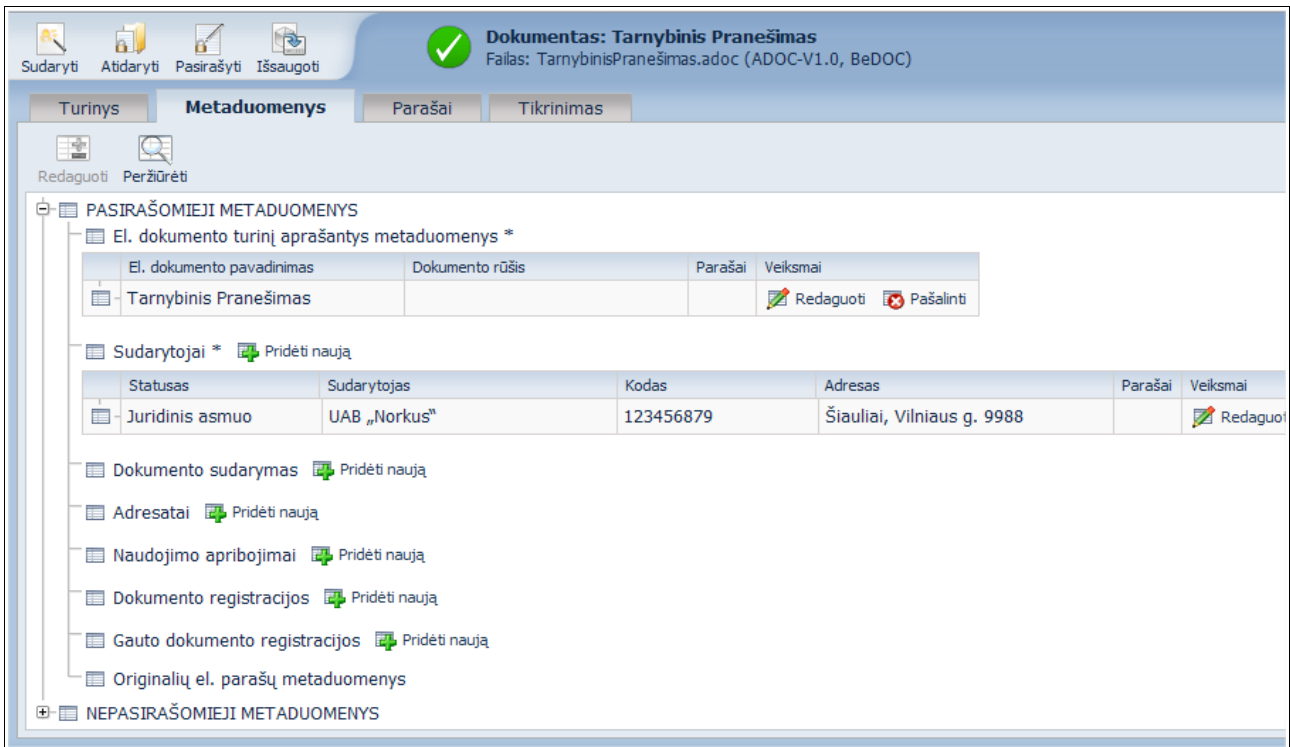 Sudaryti Atidaryti Pasirašyti Išsaugoti
Dokumentas: Tarnybinis Pranešimas
Failas: TarnybinisPranešimas.adoc (ADOC-V1.0, BeDOC)
Turinys Metaduomenys Parašai Tikrinimas
Redaguoti Peržiūrėti
PASIRAŠOMIEJI METADUOMENYS
El. dokumento turinį aprašantys metaduomenys *
El. dokumento pavadinimas Dokumento rūšis Parašai Veiksmai
Tarnybinis Pranešimas Redaguoti Pašalinti
Sudarytojai * Pridėti naują
Statusas Sudarytojas Kodas Adresas Parašai Veiksmai
Juridinis asmuo UAB „Norkus“ 123456879 Šiauliai, Vilniaus g. 9988 Redaguot
Dokumento sudarymas Pridėti naują
Adresatai Pridėti naują
Naudojimo apribojimai Pridėti naują
Dokumento registracijos Pridėti naują
Gauto dokumento registracijos Pridėti naują
Originalių el. parašų metaduomenys
NEPASIRAŠOMIEJI METADUOMENYS